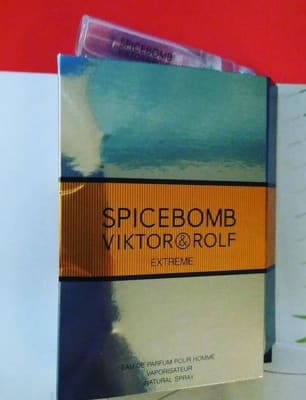 SPICEBOMB
SPICEBOMB
VIKTOR&ROLF
EXTREME
EAU DE PARFUM POUR HOMME
VAPORISATEUR
NATURAL SPRAY